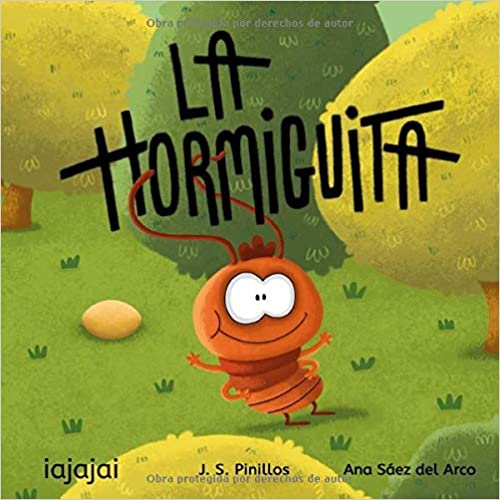 Obra protegida por derechos de autor
LA
HORMIGUITA
iajajai
J. S. Pinillos
Ana Sáez del Arco
Obra protegida por derechos de autor